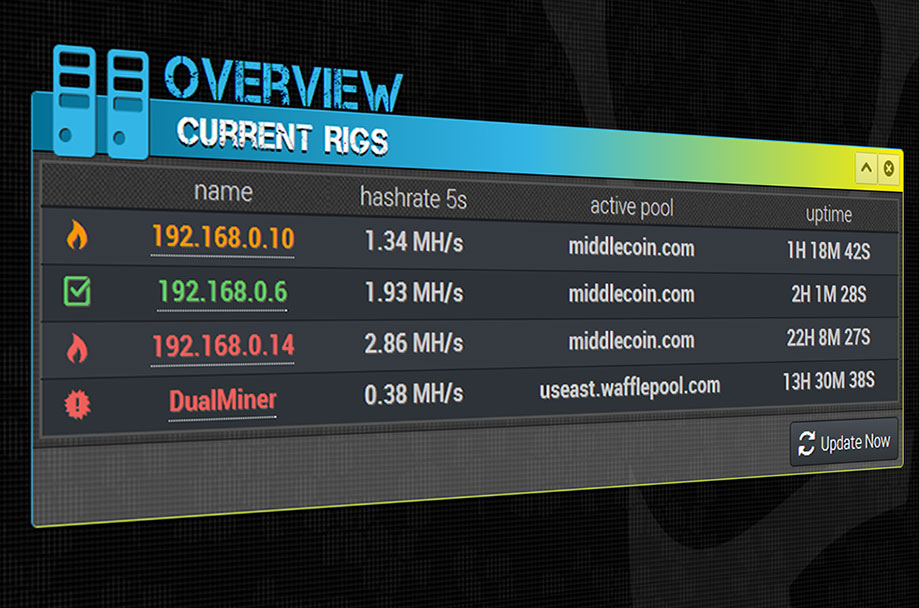 OVERVIEW
CURRENT RIGS
name hashrate 5s active pool uptime
192.168.0.10 1.34 MH/s middlecoin.com 1H 18M 42S
192.168.0.6 1.93 MH/s middlecoin.com 2H 1M 28S
192.168.0.14 2.86 MH/s middlecoin.com 22H 8M 27S
DualMiner 0.38 MH/s useast.wafflepool.com 13H 30M 38S
Update Now